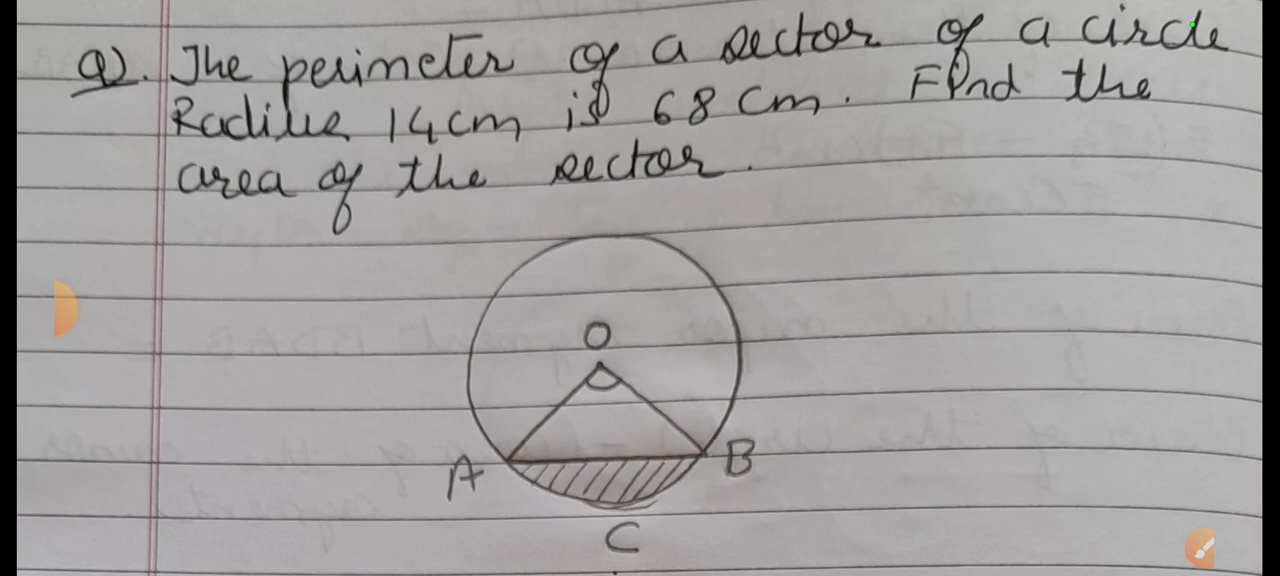 Q). The perimeter of a sector of a circle
Radius 14cm is 68 cm. Find the
area of the sector.
O
A
B
C